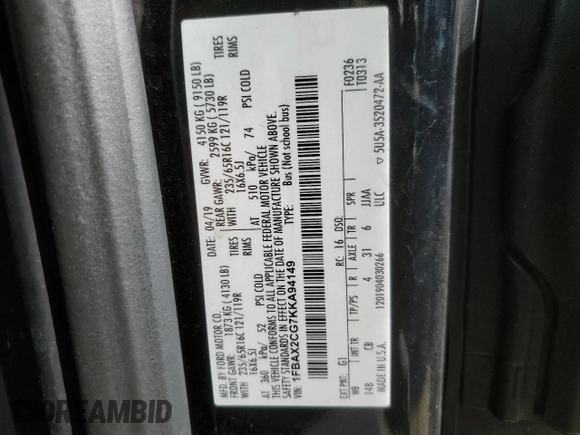 MFD. BY FORD MOTOR CO.
DATE: 04/19 GVWR: 4150 KG ( 9150 LB)
FRONT GAWR: 1873 KG ( 4130 LB) REAR GAWR: 2599 KG ( 5730 LB)
235/65R16C 121/119R TIRES WITH 235/65R16C 121/119R TIRES
16X6.5J RIMS 16X6.5J RIMS
AT 360 kPa/ 52 PSI COLD AT 510 kPa/ 74 PSI COLD
THIS VEHICLE CONFORMS TO ALL APPLICABLE FEDERAL MOTOR VEHICLE
SAFETY STANDARDS IN EFFECT ON THE DATE OF MANUFACTURE SHOWN ABOVE.
VIN: 1FBAX2CG7KKA94149 TYPE: Bus (Not school bus)
F0236
T0313
EXT PNT: G1 RC: 16 DSO:
WB INT TR TP/PS R AXLE TR SPR
148 CB 4 31 6 JJAA
MADE IN U.S.A. 1201904030266 ULC
▽ 5U5A-3520472-AA
DREAMBID